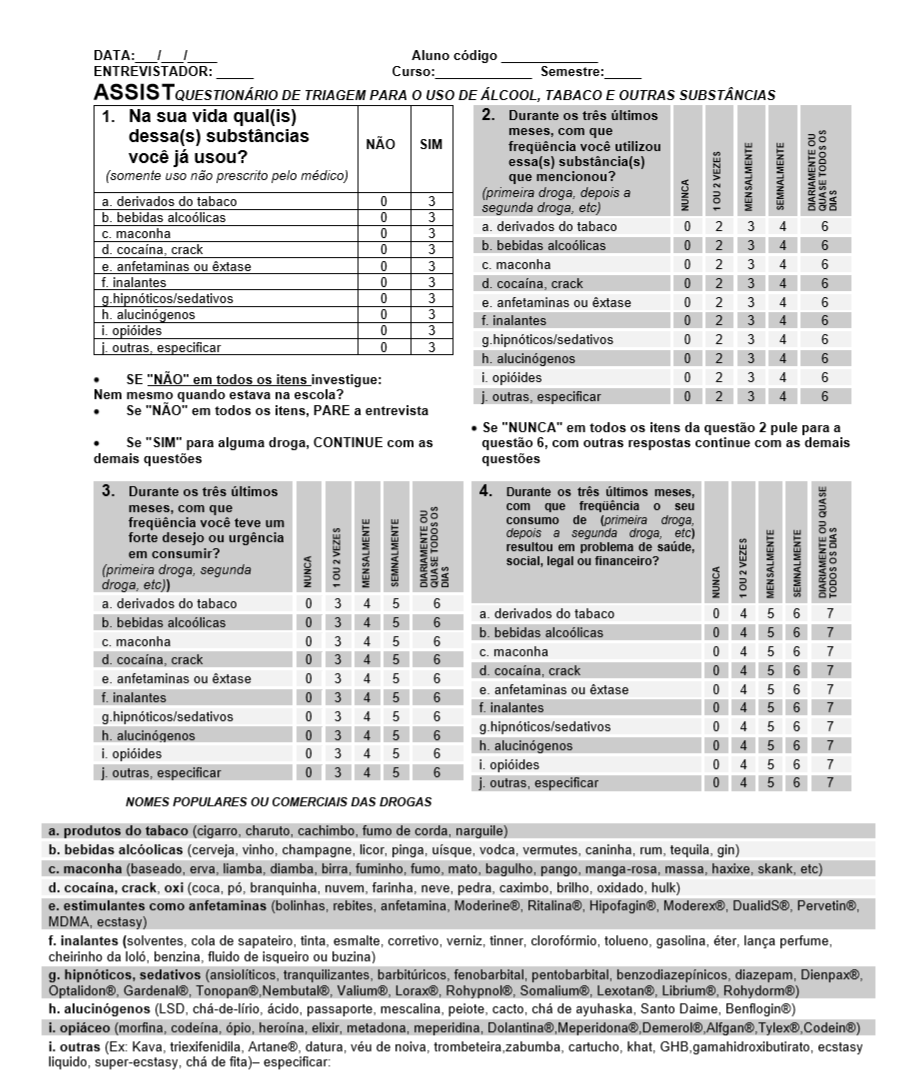 DATA:___/___/____ Aluno código _____________
ENTREVISTADOR: _____ Curso:_____________ Semestre:_____
ASSIST QUESTIONÁRIO DE TRIAGEM PARA O USO DE ÁLCOOL, TABACO E OUTRAS SUBSTÂNCIAS
1. Na sua vida qual(is)
dessa(s) substâncias
você já usou?
(somente uso não prescrito pelo médico)
NÃO SIM
a. derivados do tabaco 0 3
b. bebidas alcoólicas 0 3
c. maconha 0 3
d. cocaína, crack 0 3
e. anfetaminas ou êxtase 0 3
f. inalantes 0 3
g.hipnóticos/sedativos 0 3
h. alucinógenos 0 3
i. opióides 0 3
j. outras, especificar 0 3
• SE "NÃO" em todos os itens investigue:
Nem mesmo quando estava na escola?
• Se "NÃO" em todos os itens, PARE a entrevista
• Se "SIM" para alguma droga, CONTINUE com as
demais questões
2. Durante os três últimos
meses, com que
freqüência você utilizou
essa(s) substância(s)
que mencionou?
(primeira droga, depois a
segunda droga, etc)
NUNCA
1 OU 2 VEZES
MENSALMENTE
SEMNALMENTE
DIARIAMENTE OU
QUASE TODOS OS
DIAS
a. derivados do tabaco 0 2 3 4 6
b. bebidas alcoólicas 0 2 3 4 6
c. maconha 0 2 3 4 6
d. cocaína, crack 0 2 3 4 6
e. anfetaminas ou êxtase 0 2 3 4 6
f. inalantes 0 2 3 4 6
g.hipnóticos/sedativos 0 2 3 4 6
h. alucinógenos 0 2 3 4 6
i. opióides 0 2 3 4 6
j. outras, especificar 0 2 3 4 6
• Se "NUNCA" em todos os itens da questão 2 pule para a
questão 6, com outras respostas continue com as demais
questões
3. Durante os três últimos
meses, com que
freqüência você teve um
forte desejo ou urgência
em consumir?
(primeira droga, segunda
droga, etc))
NUNCA
1 OU 2 VEZES
MENSALMENTE
SEMNALMENTE
DIARIAMENTE OU
QUASE TODOS OS
DIAS
a. derivados do tabaco 0 3 4 5 6
b. bebidas alcoólicas 0 3 4 5 6
c. maconha 0 3 4 5 6
d. cocaína, crack 0 3 4 5 6
e. anfetaminas ou êxtase 0 3 4 5 6
f. inalantes 0 3 4 5 6
g.hipnóticos/sedativos 0 3 4 5 6
h. alucinógenos 0 3 4 5 6
i. opióides 0 3 4 5 6
j. outras, especificar 0 3 4 5 6
4. Durante os três últimos meses,
com que freqüência o seu
consumo de (primeira droga,
depois a segunda droga, etc)
resultou em problema de saúde,
social, legal ou financeiro?
NUNCA
1 OU 2 VEZES
MENSALMENTE
SEMNALMENTE
DIARIAMENTE OU QUASE
TODOS OS DIAS
a. derivados do tabaco 0 4 5 6 7
b. bebidas alcoólicas 0 4 5 6 7
c. maconha 0 4 5 6 7
d. cocaína, crack 0 4 5 6 7
e. anfetaminas ou êxtase 0 4 5 6 7
f. inalantes 0 4 5 6 7
g.hipnóticos/sedativos 0 4 5 6 7
h. alucinógenos 0 4 5 6 7
i. opióides 0 4 5 6 7
j. outras, especificar 0 4 5 6 7
NOMES POPULARES OU COMERCIAIS DAS DROGAS
a. produtos do tabaco (cigarro, charuto, cachimbo, fumo de corda, narguile)
b. bebidas alcóolicas (cerveja, vinho, champagne, licor, pinga, uísque, vodca, vermutes, caninha, rum, tequila, gin)
c. maconha (baseado, erva, liamba, diamba, birra, fuminho, fumo, mato, bagulho, pango, manga-rosa, massa, haxixe, skank, etc)
d. cocaína, crack, oxi (coca, pó, branquinha, nuvem, farinha, neve, pedra, caximbo, brilho, oxidado, hulk)
e. estimulantes como anfetaminas (bolinhas, rebites, anfetamina, Moderine®, Ritalina®, Hipofagin®, Moderex®, DualidS®, Pervetin®,
MDMA, ecstasy)
f. inalantes (solventes, cola de sapateiro, tinta, esmalte, corretivo, verniz, tinner, clorofórmio, tolueno, gasolina, éter, lança perfume,
cheirinho da loló, benzina, fluido de isqueiro ou buzina)
g. hipnóticos, sedativos (ansiolíticos, tranquilizantes, barbitúricos, fenobarbital, pentobarbital, benzodiazepínicos, diazepam, Dienpax®,
Optalidon®, Gardenal®, Tonopan®,Nembutal®, Valium®, Lorax®, Rohypnol®, Somalium®, Lexotan®, Librium®, Rohydorm®)
h. alucinógenos (LSD, chá-de-lírio, ácido, passaporte, mescalina, peiote, cacto, chá de ayuhaska, Santo Daime, Benflogin®)
i. opiáceo (morfina, codeína, ópio, heroína, elixir, metadona, meperidina, Dolantina®,Meperidona®,Demerol®,Alfgan®,Tylex®,Codein®)
i. outras (Ex: Kava, triexifenidila, Artane®, datura, véu de noiva, trombeteira,zabumba, cartucho, khat, GHB,gamahidroxibutirato, ecstasy
liquido, super-ecstasy, chá de fita)– especificar: